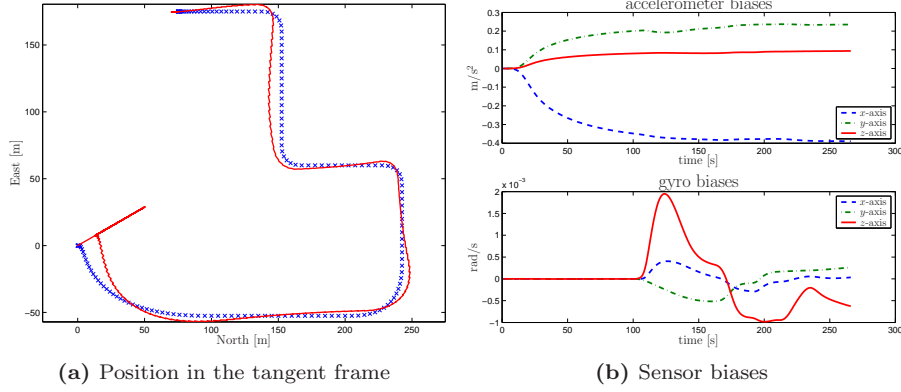 accelerometer biases
0.4
0.3
0.2
0.1
0
-0.1
-0.2
-0.3
-0.4
m/s²
x-axis
y-axis
z-axis
0 50 100 150 200 250 300
time [s]
150
100
50
0
-50
East [m]
0 50 100 150 200 250
North [m]
gyro biases
x 10⁻³
2
1.5
1
0.5
0
-0.5
-1
rad/s
x-axis
y-axis
z-axis
0 50 100 150 200 250 300
time [s]
(a) Position in the tangent frame
(b) Sensor biases